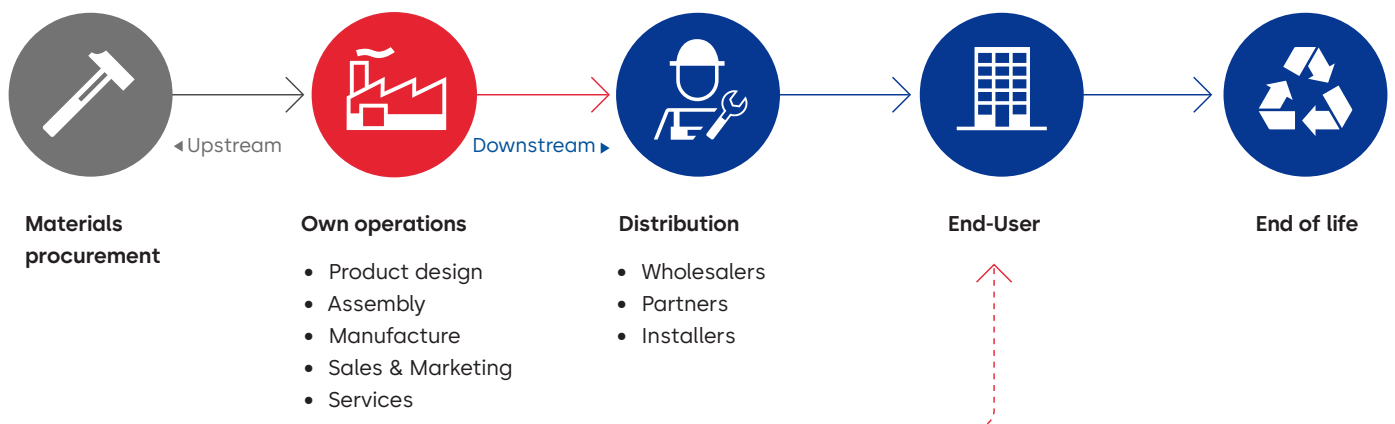 Upstream
Downstream
Materials
procurement
Own operations
• Product design
• Assembly
• Manufacture
• Sales & Marketing
• Services
Distribution
• Wholesalers
• Partners
• Installers
End-User
End of life